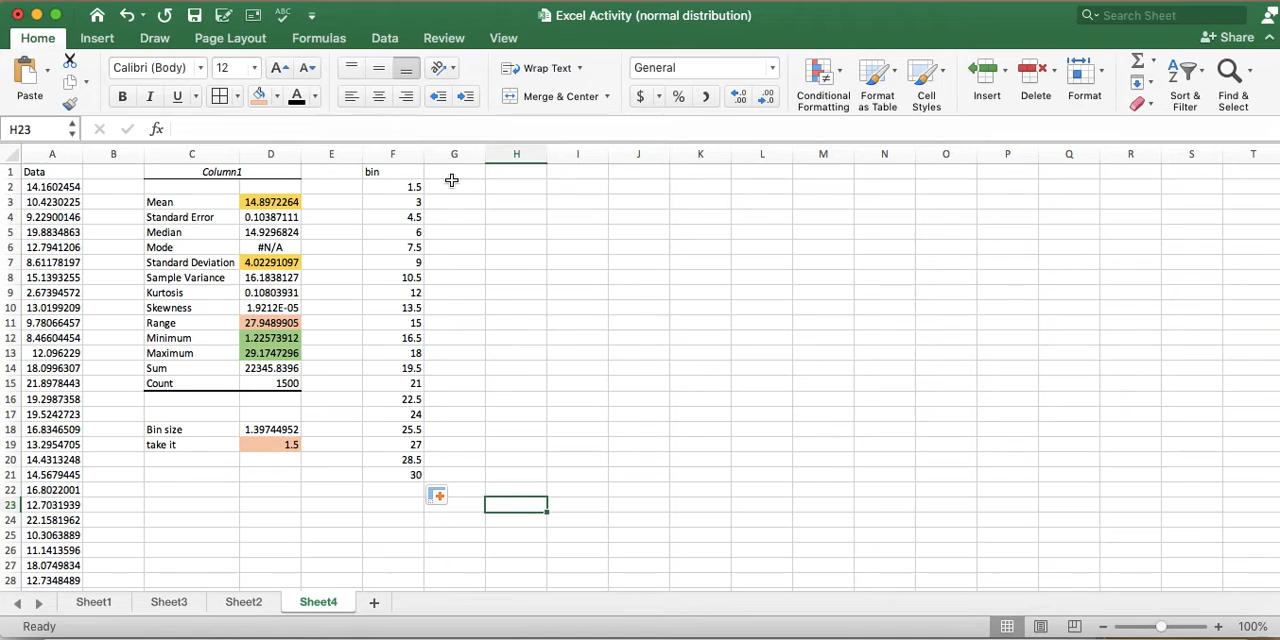 ABC
Excel Activity (normal distribution)
Search Sheet
Home Insert Draw Page Layout Formulas Data Review View
Share
Paste
Calibri (Body) 12 A A
B I U A
Wrap Text
Merge & Center
General
$ % )
Conditional Formatting
Format as Table
Cell Styles
Insert
Delete
Format
Sort & Filter
Find & Select
H23 fx
A B C D E F G H I J K L M N O P Q R S T
1 Data Column1 bin
2 14.1602454 1.5
3 10.4230225 Mean 14.8972264 3
4 9.22900146 Standard Error 0.10387111 4.5
5 19.8834863 Median 14.9296824 6
6 12.7941206 Mode #N/A 7.5
7 8.61178197 Standard Deviation 4.02291097 9
8 15.1393255 Sample Variance 16.1838127 10.5
9 2.67394572 Kurtosis 0.10803931 12
10 13.0199209 Skewness 1.9212E-05 13.5
11 9.78066457 Range 27.9489905 15
12 8.46604454 Minimum 1.22573912 16.5
13 12.096229 Maximum 29.1747296 18
14 18.0996307 Sum 22345.8396 19.5
15 21.8978443 Count 1500 21
16 19.2987358 22.5
17 19.5242723 24
18 16.8346509 Bin size 1.39744952 25.5
19 13.2954705 take it 1.5 27
20 14.4313248 28.5
21 14.5679445 30
22 16.8022001
23 12.7031939
24 22.1581962
25 10.3063889
26 11.1413596
27 18.0749834
28 12.7348489
Sheet1 Sheet3 Sheet2 Sheet4 +
Ready 100%